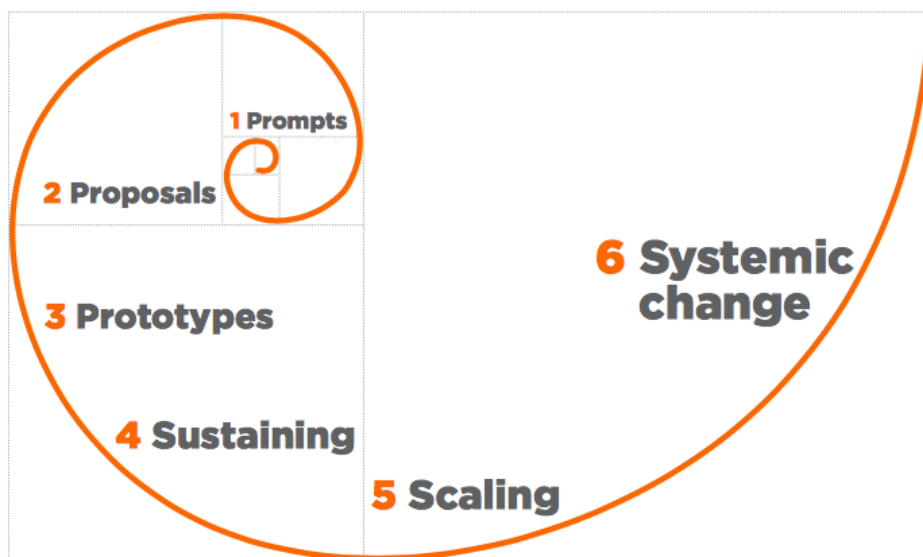 1 Prompts
2 Proposals
3 Prototypes
4 Sustaining
5 Scaling
6 Systemic
change